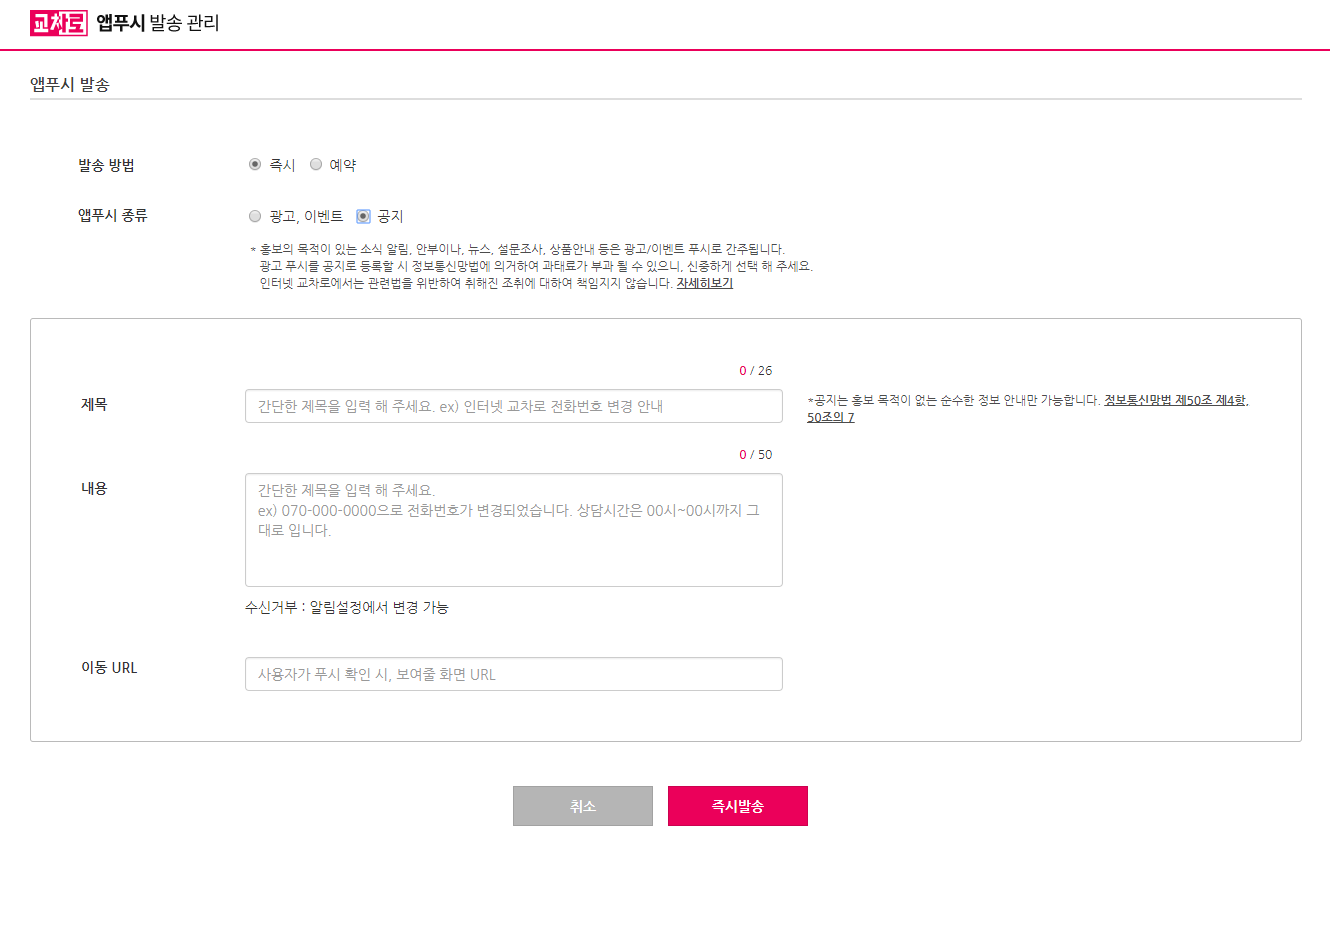 교차로 앱푸시 발송 관리
앱푸시 발송
발송 방법 즉시 예약
앱푸시 종류 광고, 이벤트 공지
* 홍보의 목적이 있는 소식 알림, 안부이나, 뉴스, 설문조사, 상품안내 등은 광고/이벤트 푸시로 간주됩니다.
광고 푸시를 공지로 등록할 시 정보통신망법에 의거하여 과태료가 부과 될 수 있으니, 신중하게 선택 해 주세요.
인터넷 교차로에서는 관련법을 위반하여 취해진 조취에 대하여 책임지지 않습니다. 자세히보기
0 / 26
제목 간단한 제목을 입력 해 주세요. ex) 인터넷 교차로 전화번호 변경 안내
*공지는 홍보 목적이 없는 순수한 정보 안내만 가능합니다. 정보통신망법 제50조 제4항,
50조의 7
0 / 50
내용 간단한 제목을 입력 해 주세요.
ex) 070-000-0000으로 전화번호가 변경되었습니다. 상담시간은 00시~00시까지 그
대로 입니다.
수신거부 : 알림설정에서 변경 가능
이동 URL 사용자가 푸시 확인 시, 보여줄 화면 URL
취소 즉시발송